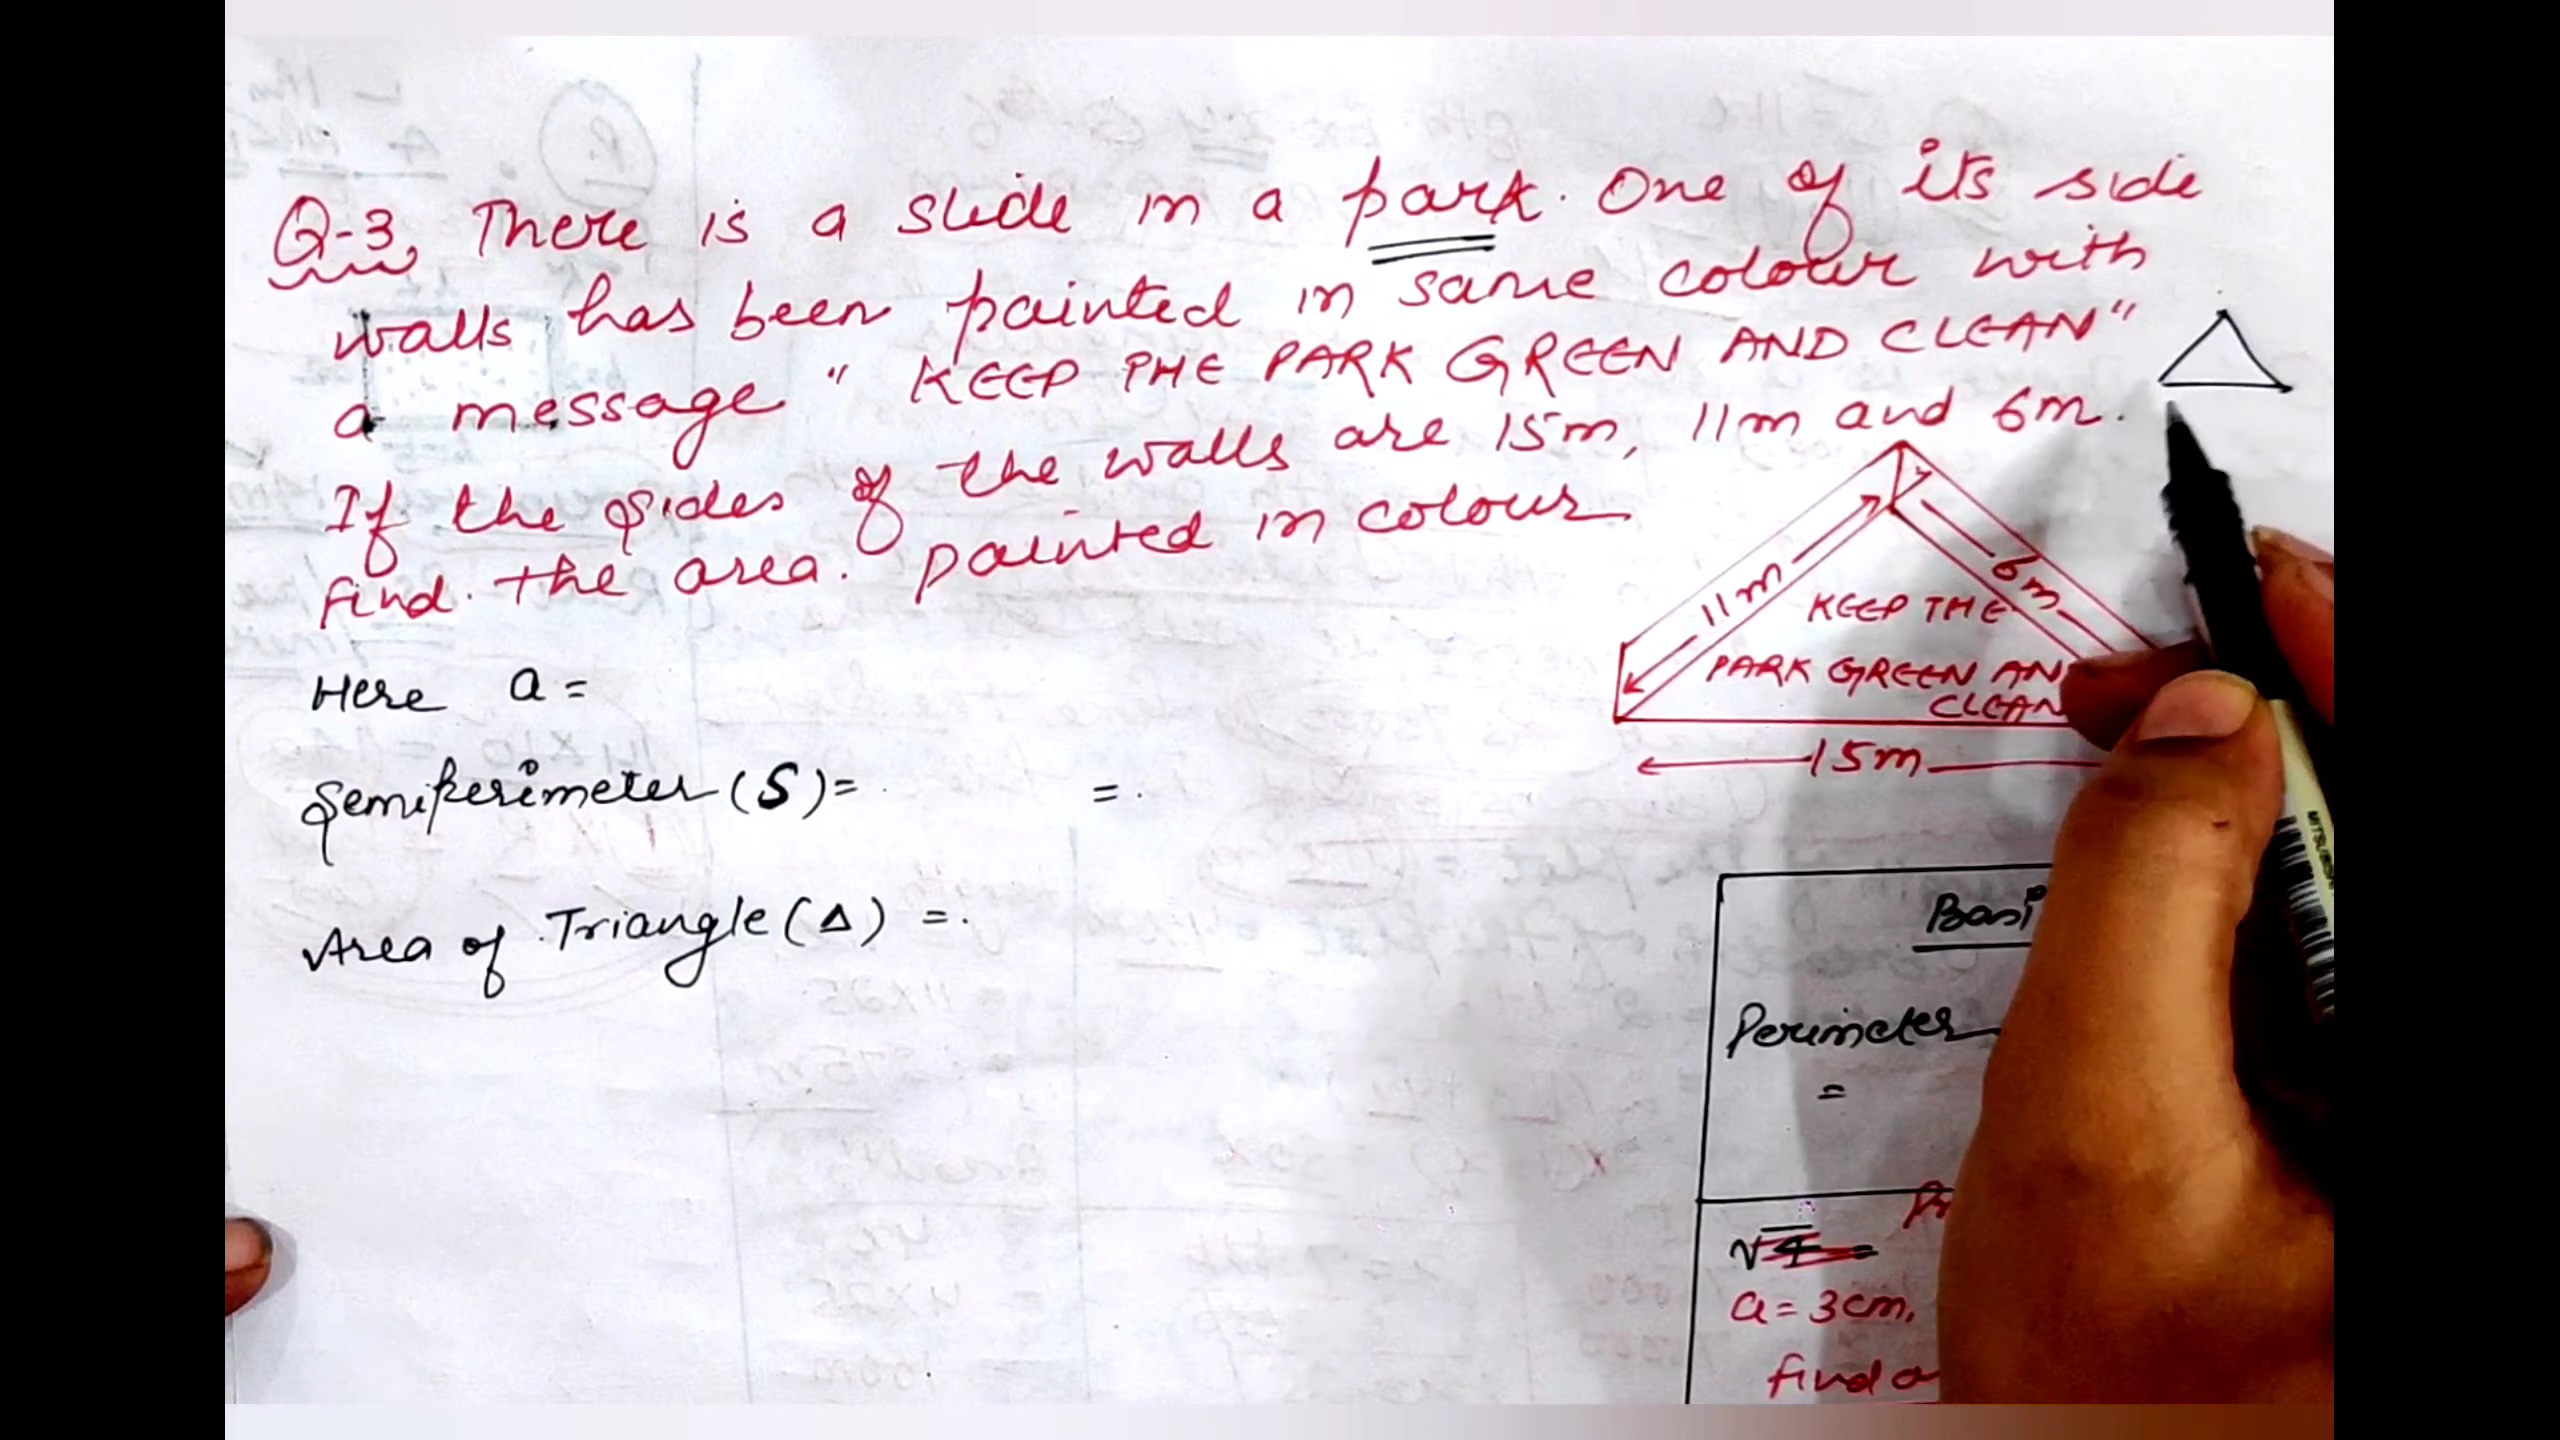 Q-3. There is a slide in a park. One of its side
walls has been painted in same colour with
a message " KEEP THE PARK GREEN AND CLEAN"
If the sides of the walls are 15m, 11m and 6m.
find. the area. painted in colour
11m
6m
KEEP THE
PARK GREEN AN
CLEAN
15m
Here a =
Semiperimeter (S) = =
Area of Triangle (Δ) =
Basi
Perimeter
=
√4 =
a = 3cm,
find a